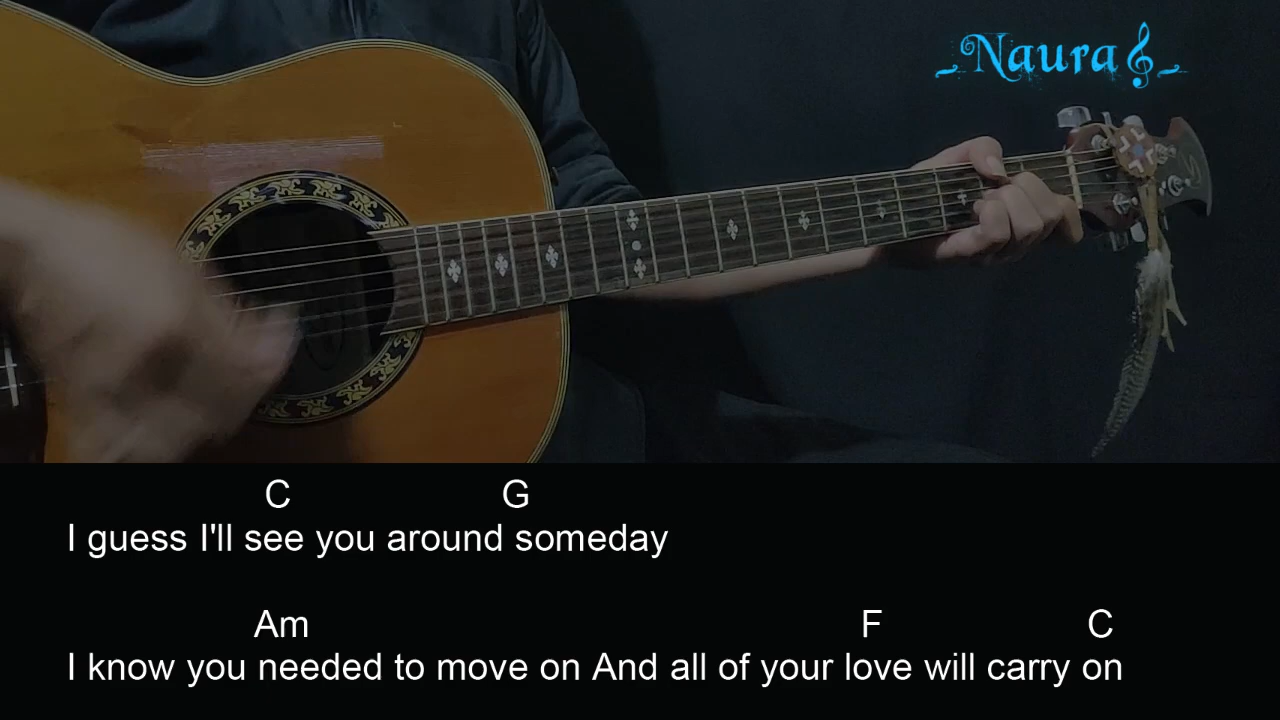 Naura
C G
I guess I'll see you around someday
Am F C
I know you needed to move on And all of your love will carry on